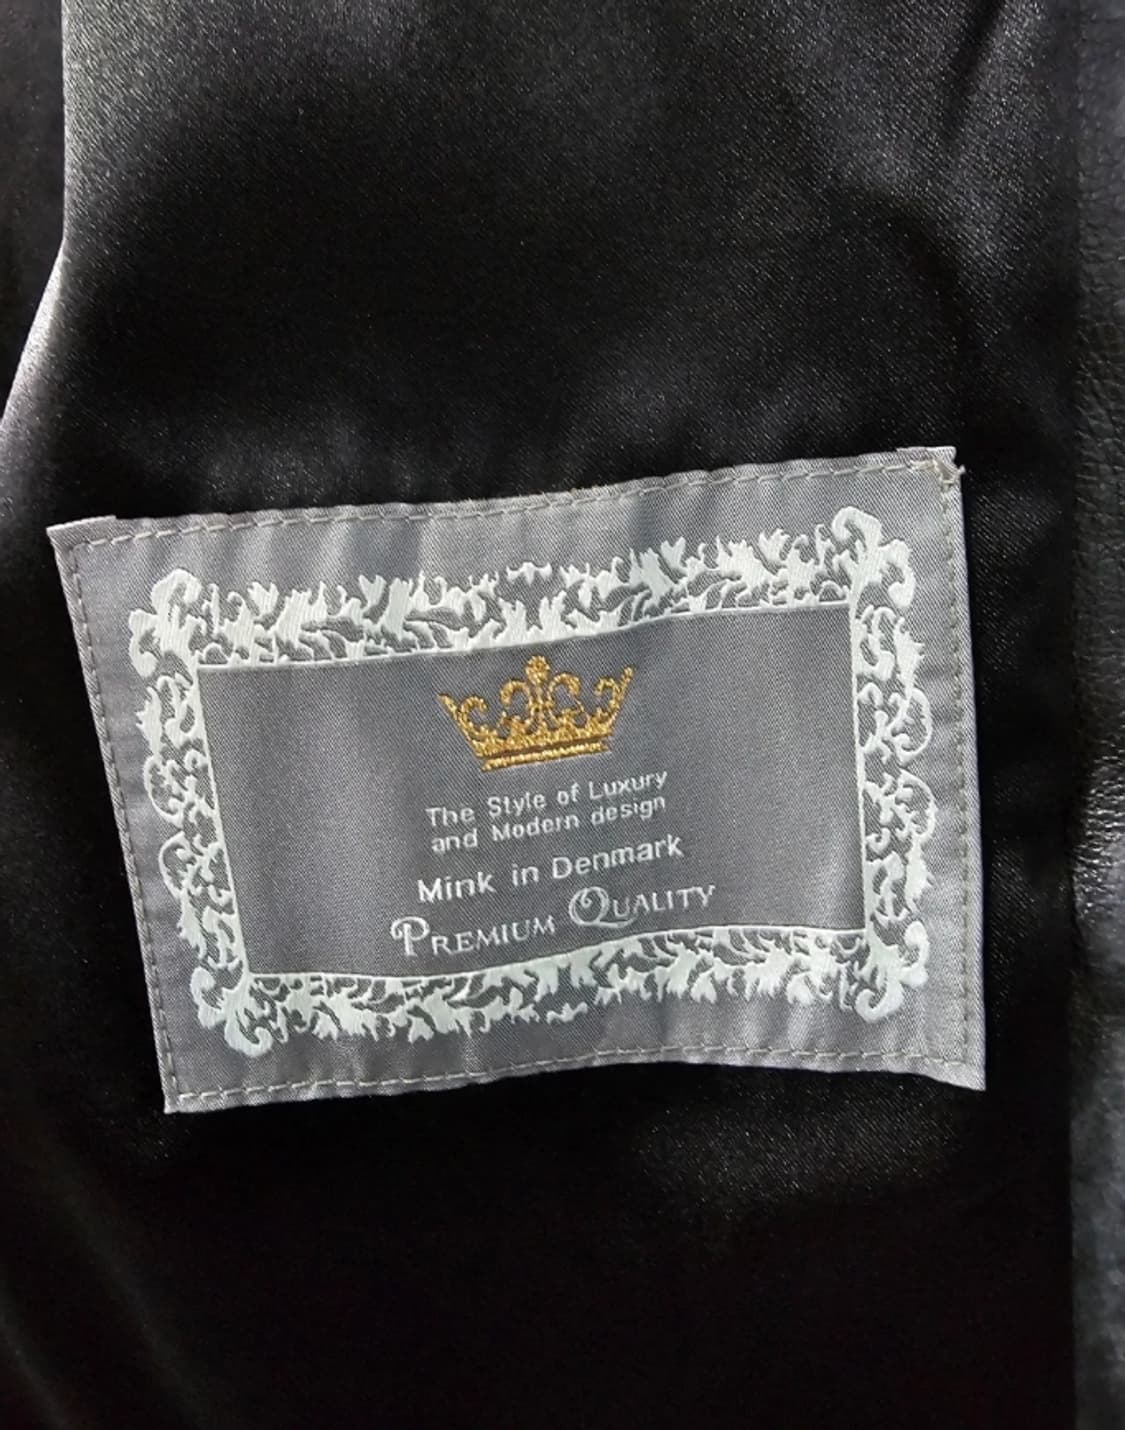 The Style of Luxury
and Modern design
Mink in Denmark
PREMIUM QUALITY